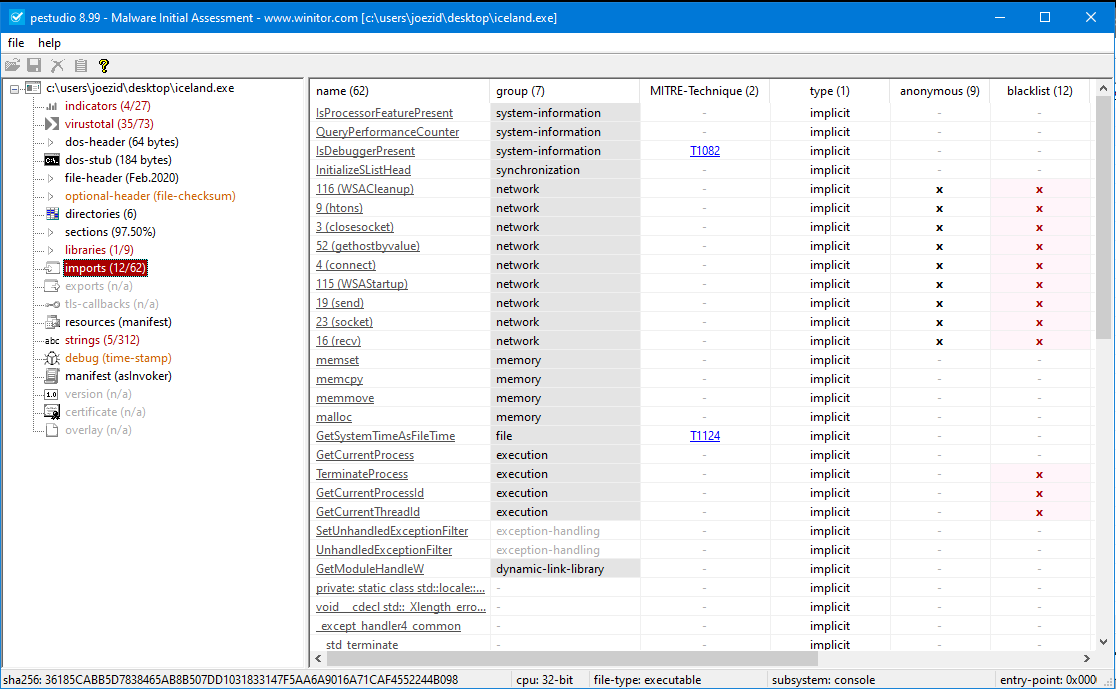 pestudio 8.99 - Malware Initial Assessment - www.winitor.com [c:\users\joezid\desktop\iceland.exe]
file help
c:\users\joezid\desktop\iceland.exe
indicators (4/27)
virustotal (35/73)
dos-header (64 bytes)
dos-stub (184 bytes)
file-header (Feb.2020)
optional-header (file-checksum)
directories (6)
sections (97.50%)
libraries (1/9)
imports (12/62)
exports (n/a)
tls-callbacks (n/a)
resources (manifest)
abc strings (5/312)
debug (time-stamp)
manifest (asInvoker)
1.0 version (n/a)
certificate (n/a)
overlay (n/a)
name (62) group (7) MITRE-Technique (2) type (1) anonymous (9) blacklist (12)
IsProcessorFeaturePresent system-information - implicit - -
QueryPerformanceCounter system-information - implicit - -
IsDebuggerPresent system-information T1082 implicit - -
InitializeSListHead synchronization - implicit - -
116 (WSACleanup) network - implicit x x
9 (htons) network - implicit x x
3 (closesocket) network - implicit x x
52 (gethostbyvalue) network - implicit x x
4 (connect) network - implicit x x
115 (WSAStartup) network - implicit x x
19 (send) network - implicit x x
23 (socket) network - implicit x x
16 (recv) network - implicit x x
memset memory - implicit - -
memcpy memory - implicit - -
memmove memory - implicit - -
malloc memory - implicit - -
GetSystemTimeAsFileTime file T1124 implicit - -
GetCurrentProcess execution - implicit - -
TerminateProcess execution - implicit - x
GetCurrentProcessId execution - implicit - x
GetCurrentThreadId execution - implicit - x
SetUnhandledExceptionFilter exception-handling - implicit - -
UnhandledExceptionFilter exception-handling - implicit - -
GetModuleHandleW dynamic-link-library - implicit - -
private: static class std::locale::... - - implicit - -
void __cdecl std::_Xlength_erro... - - implicit - -
_except_handler4_common - - implicit - -
__std_terminate - - implicit - -
sha256: 36185CABB5D7838465AB8B507DD1031833147F5AA6A9016A71CAF4552244B098 cpu: 32-bit file-type: executable subsystem: console entry-point: 0x000